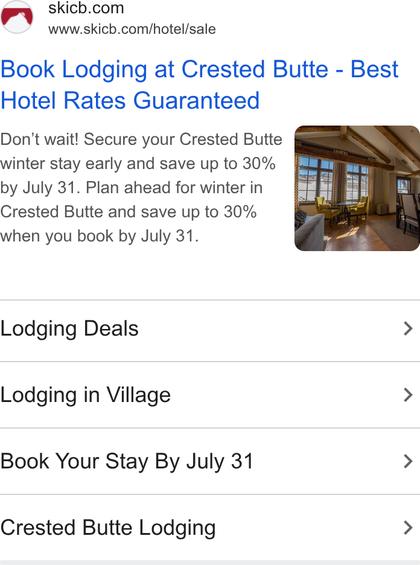 skicb.com
www.skicb.com/hotel/sale
Book Lodging at Crested Butte - Best
Hotel Rates Guaranteed
Don’t wait! Secure your Crested Butte
winter stay early and save up to 30%
by July 31. Plan ahead for winter in
Crested Butte and save up to 30%
when you book by July 31.
Lodging Deals
Lodging in Village
Book Your Stay By July 31
Crested Butte Lodging